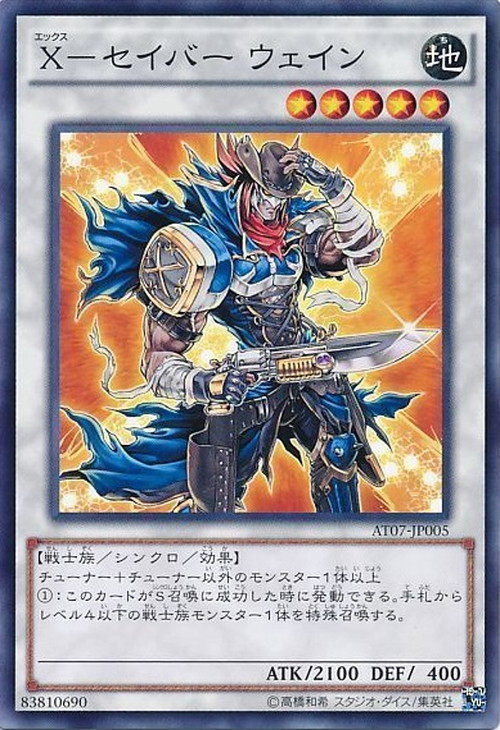 エックス
X－セイバー ウェイン
ち
地
AT07-JP005
【戦士族／シンクロ／効果】
チューナー＋チューナー以外のモンスター1体以上
①：このカードがS召喚に成功した時に発動できる。手札から
レベル4以下の戦士族モンスター1体を特殊召喚する。
ATK/2100 DEF/ 400
83810690
©高橋和希 スタジオ・ダイス/集英社